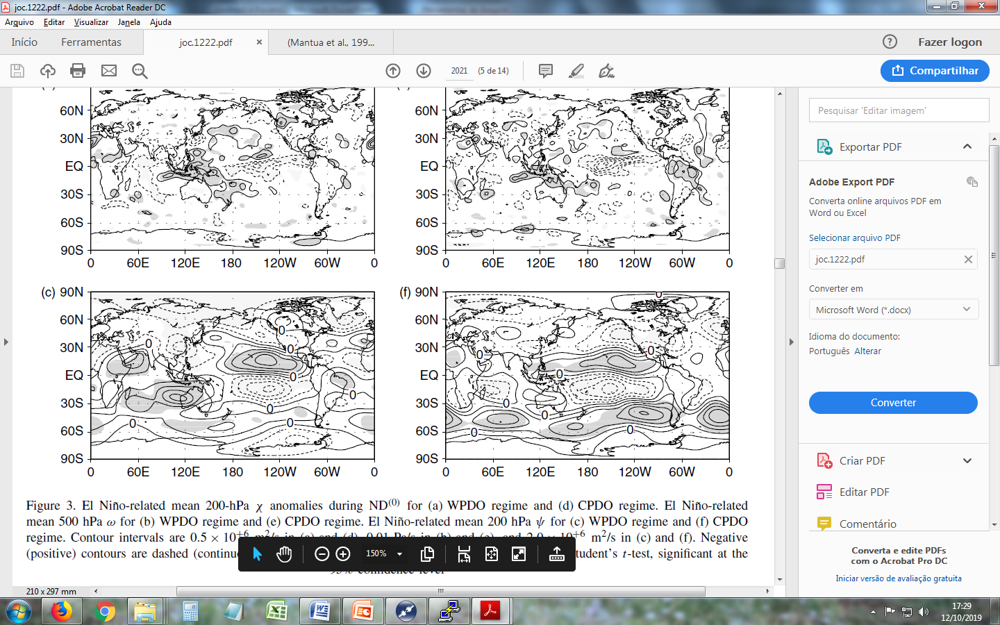 joc.1222.pdf - Adobe Acrobat Reader DC
Arquivo Editar Visualizar Janela Ajuda
Início Ferramentas joc.1222.pdf × (Mantua et al., 199... ? Fazer logon
2021 (5 de 14) Compartilhar
60N
30N
EQ
30S
60S
90S
0 60E 120E 180 120W 60W 0
60N
30N
EQ
30S
60S
90S
0 60E 120E 180 120W 60W 0
(c) 90N
60N
30N
EQ
30S
60S
90S
0 0 0 0 0 0 0 0
0 60E 120E 180 120W 60W 0
(f) 90N
60N
30N
EQ
30S
60S
90S
0 0 0 0 0 0 0 0
0 60E 120E 180 120W 60W 0
Figure 3. El Niño-related mean 200-hPa χ anomalies during ND(0) for (a) WPDO regime and (d) CPDO regime. El Niño-related
mean 500 hPa ω for (b) WPDO regime and (e) CPDO regime. El Niño-related mean 200 hPa ψ for (c) WPDO regime and (f) CPDO
regime. Contour intervals are 0.5 × 10+6 m2/s in (a) and (d), 0.01 Pa/s in (b) and (e), and 2.0 × 10+6 m2/s in (c) and (f). Negative
(positive) contours are dashed (continu tudent's t-test, significant at the
95% confidence level
150%
210 x 297 mm
Pesquisar 'Editar imagem'
Exportar PDF
Adobe Export PDF
Converta online arquivos PDF em
Word ou Excel
Selecionar arquivo PDF
joc.1222.pdf
Converter em
Microsoft Word (*.docx)
Idioma do documento:
Português Alterar
Converter
Criar PDF
Editar PDF
Comentário
Converta e edite PDFs
com o Acrobat Pro DC
Iniciar versão de avaliação gratuita
17:29
12/10/2019